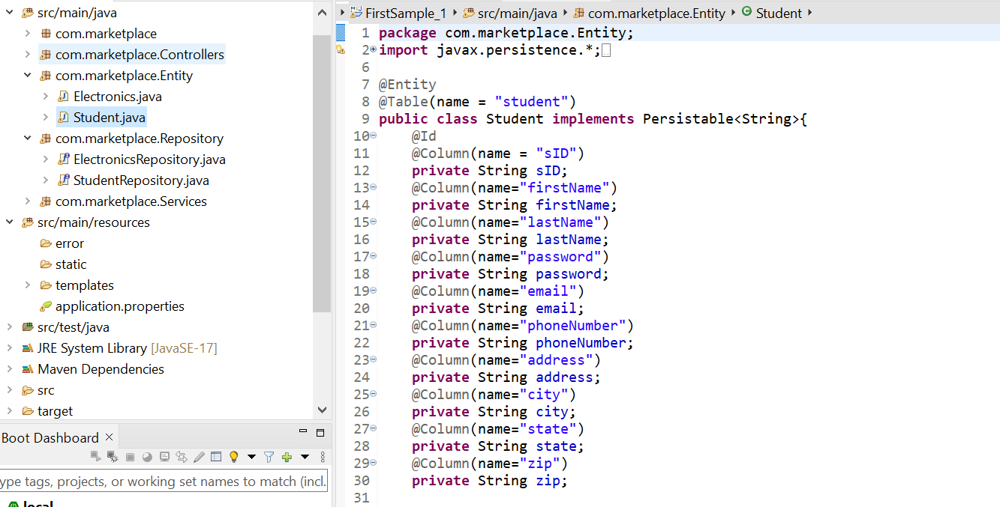 src/main/java
com.marketplace
com.marketplace.Controllers
com.marketplace.Entity
Electronics.java
Student.java
com.marketplace.Repository
ElectronicsRepository.java
StudentRepository.java
com.marketplace.Services
src/main/resources
error
static
templates
application.properties
src/test/java
JRE System Library [JavaSE-17]
Maven Dependencies
src
target
Boot Dashboard
ype tags, projects, or working set names to match (incl.
local
FirstSample_1 src/main/java com.marketplace.Entity Student
1 package com.marketplace.Entity;
2 import javax.persistence.*;
6
7 @Entity
8 @Table(name = "student")
9 public class Student implements Persistable<String>{
10 @Id
11 @Column(name = "sID")
12 private String sID;
13 @Column(name="firstName")
14 private String firstName;
15 @Column(name="lastName")
16 private String lastName;
17 @Column(name="password")
18 private String password;
19 @Column(name="email")
20 private String email;
21 @Column(name="phoneNumber")
22 private String phoneNumber;
23 @Column(name="address")
24 private String address;
25 @Column(name="city")
26 private String city;
27 @Column(name="state")
28 private String state;
29 @Column(name="zip")
30 private String zip;
31